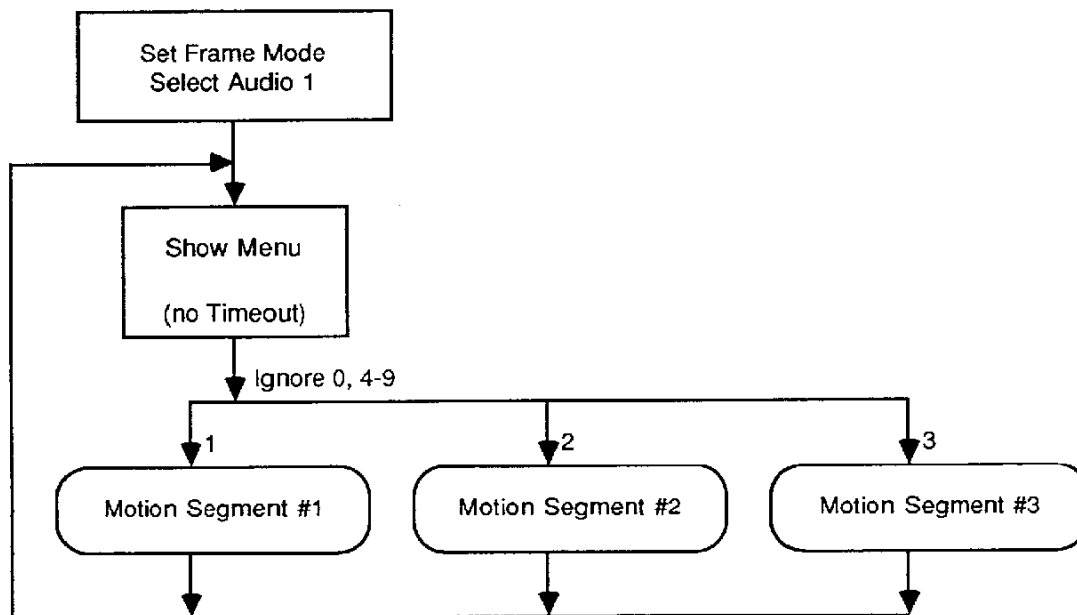 Set Frame Mode
Select Audio 1
Show Menu
(no Timeout)
Ignore 0, 4-9
1
2
3
Motion Segment #1
Motion Segment #2
Motion Segment #3